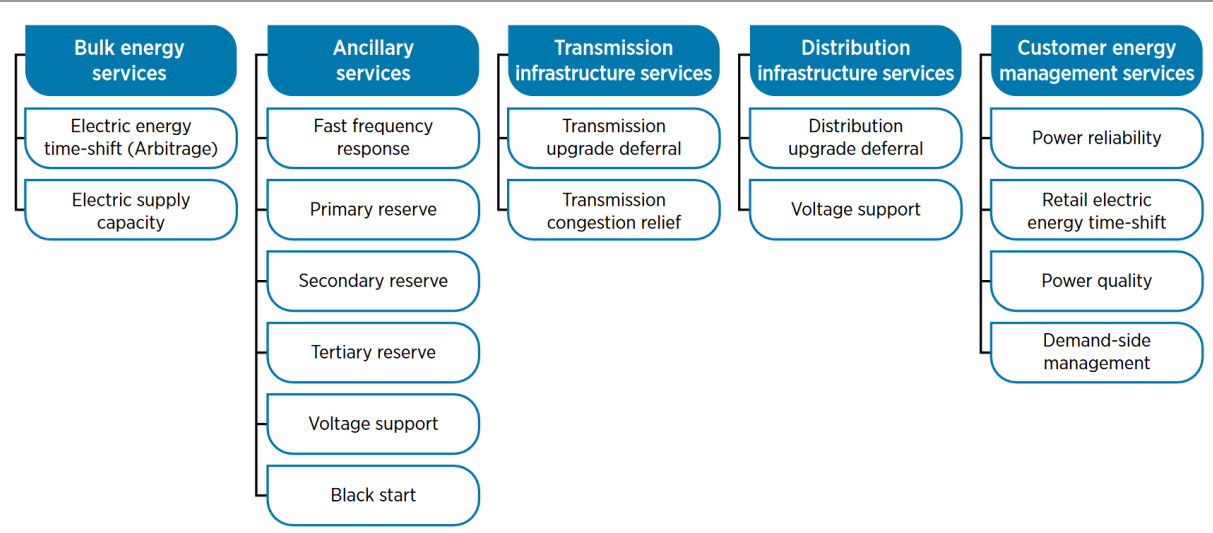 Bulk energy
services
Electric energy
time-shift (Arbitrage)
Electric supply
capacity
Ancillary
services
Fast frequency
response
Primary reserve
Secondary reserve
Tertiary reserve
Voltage support
Black start
Transmission
infrastructure services
Transmission
upgrade deferral
Transmission
congestion relief
Distribution
infrastructure services
Distribution
upgrade deferral
Voltage support
Customer energy
management services
Power reliability
Retail electric
energy time-shift
Power quality
Demand-side
management